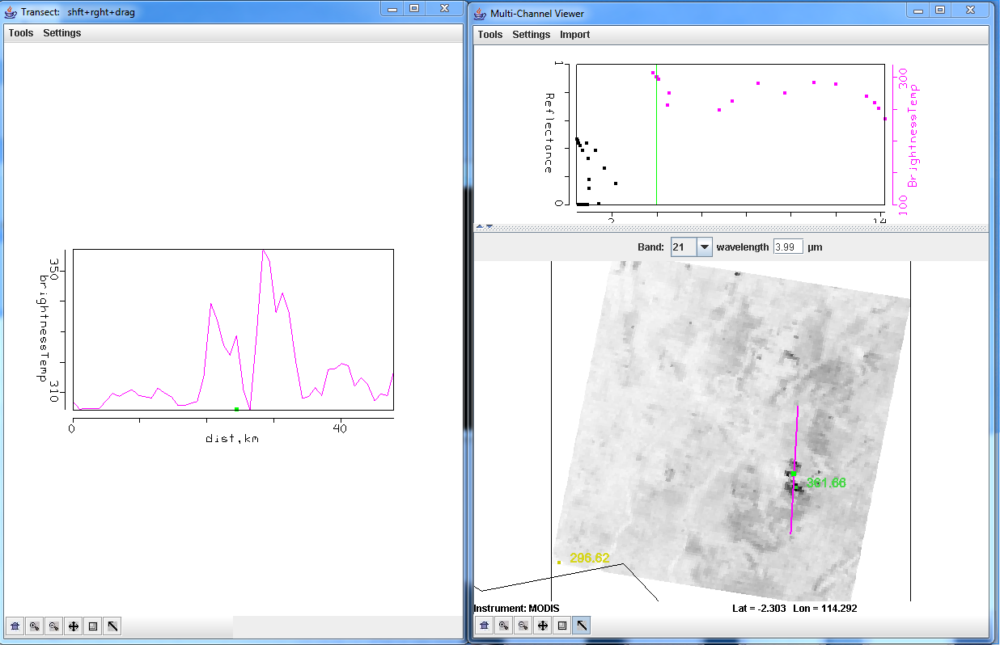 Transect: shft+rght+drag
Tools Settings
350
brightnessTemp
310
0 40
dist,km
Multi-Channel Viewer
Tools Settings Import
1
Reflectance
0
300
BrightnessTemp
100
2 14
Band: 21 wavelength 3.99 µm
296.62
Instrument: MODIS Lat = -2.303 Lon = 114.292